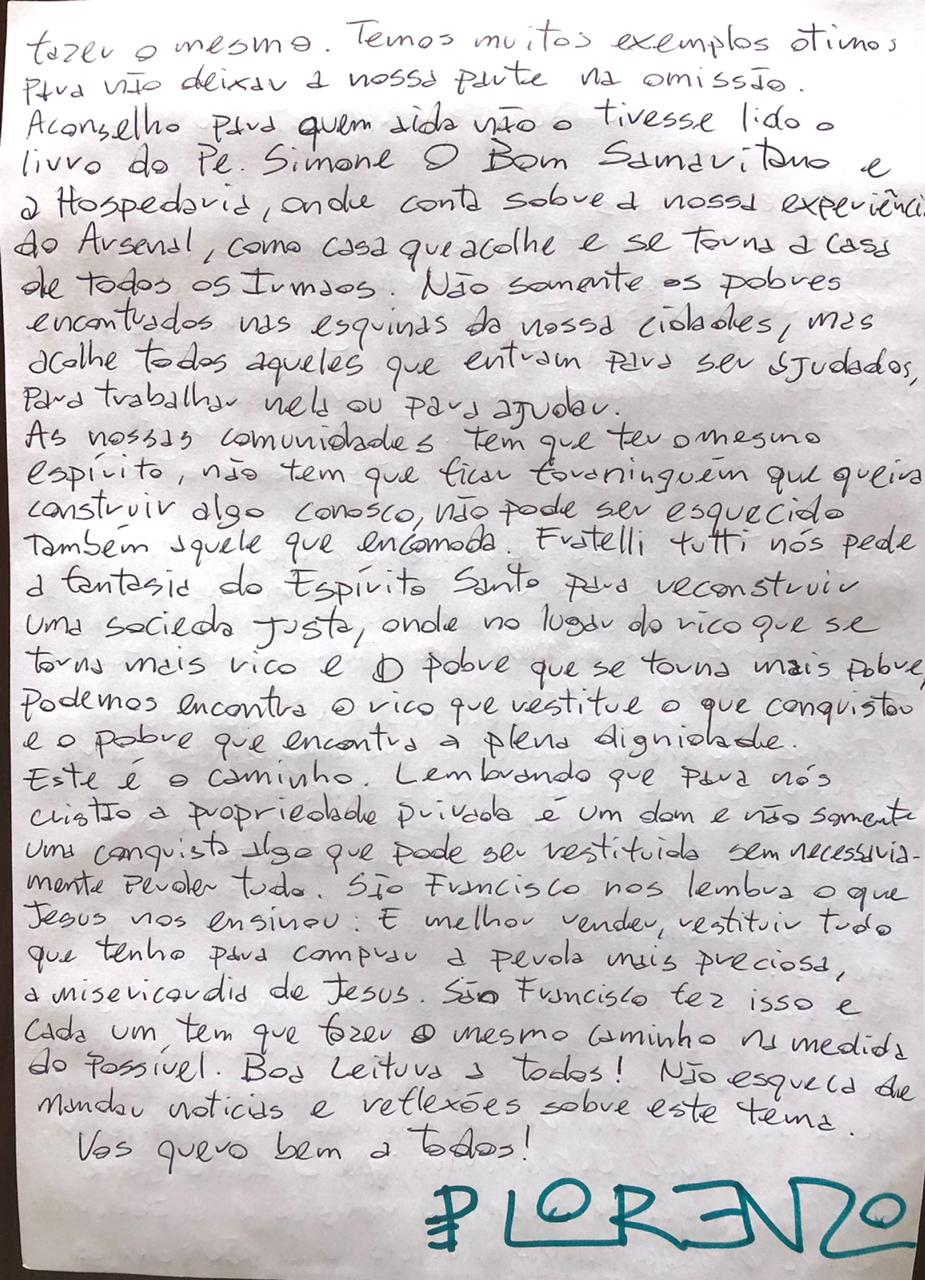 fazer o mesmo. Temos muitos exemplos otimos
para não deixar a nossa parte na omissão.
Aconselho para quem aida não o tivesse lido o
livro do Pe. Simone O Bom Samaritano e
a Hospedaria, onde conta sobre a nossa experiênci
do Arsenal, como casa que acolhe e se torna a casa
de todos os Irmãos. Não somente os pobres
encontrados nas esquinas da nossa cidades, mas
acolhe todos aqueles que entram para ser ajudados,
para trabalhar nela ou para ajudar.
As nossas comunidades tem que ter o mesmo
espírito, não tem que ficar fora ninguém que queira
construir algo conosco, não pode ser esquecido
também aquele que encomoda. Fratelli tutti nós pede
a fantasia do Espírito Santo para reconstruir
uma socieda justa, onde no lugar do rico que se
torna mais rico e o pobre que se torna mais pobre,
podemos encontra o rico que restitue o que conquistou
e o pobre que encontra a plena dignidade.
Este é o caminho. Lembrando que para nós
cristão a propriedade privada é um dom e não somente
uma conquista algo que pode ser restituida sem necessaria-
mente perder tudo. São Francisco nos lembra o que
Jesus nos ensinou: E melhor vender, restituir tudo
que tenho para comprar a perola mais preciosa,
a misericordia de Jesus. São Francisco fez isso e
cada um tem que fazer o mesmo caminho na medida
do possível. Boa leitura a todos! Não esqueca de
mandar noticias e reflexões sobre este tema.
Vos quero bem a todos!
P LORENZO